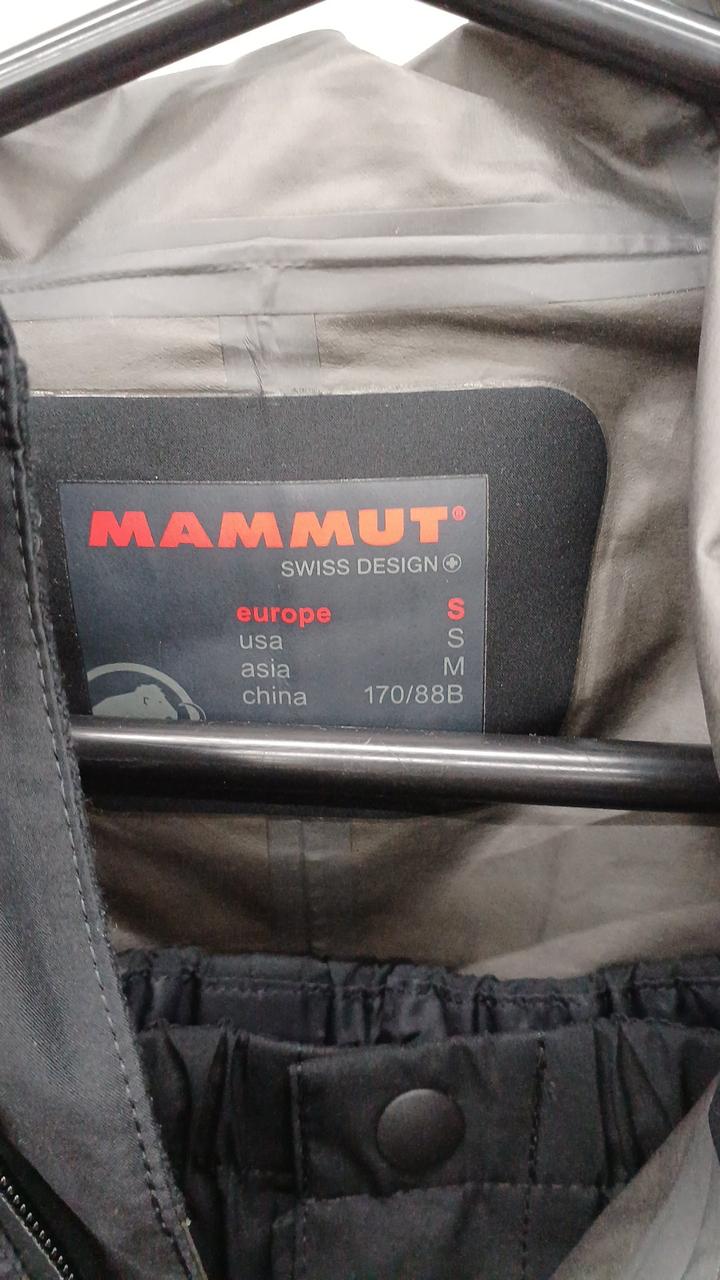 MAMMUT®
SWISS DESIGN
europe S
usa S
asia M
china 170/88B